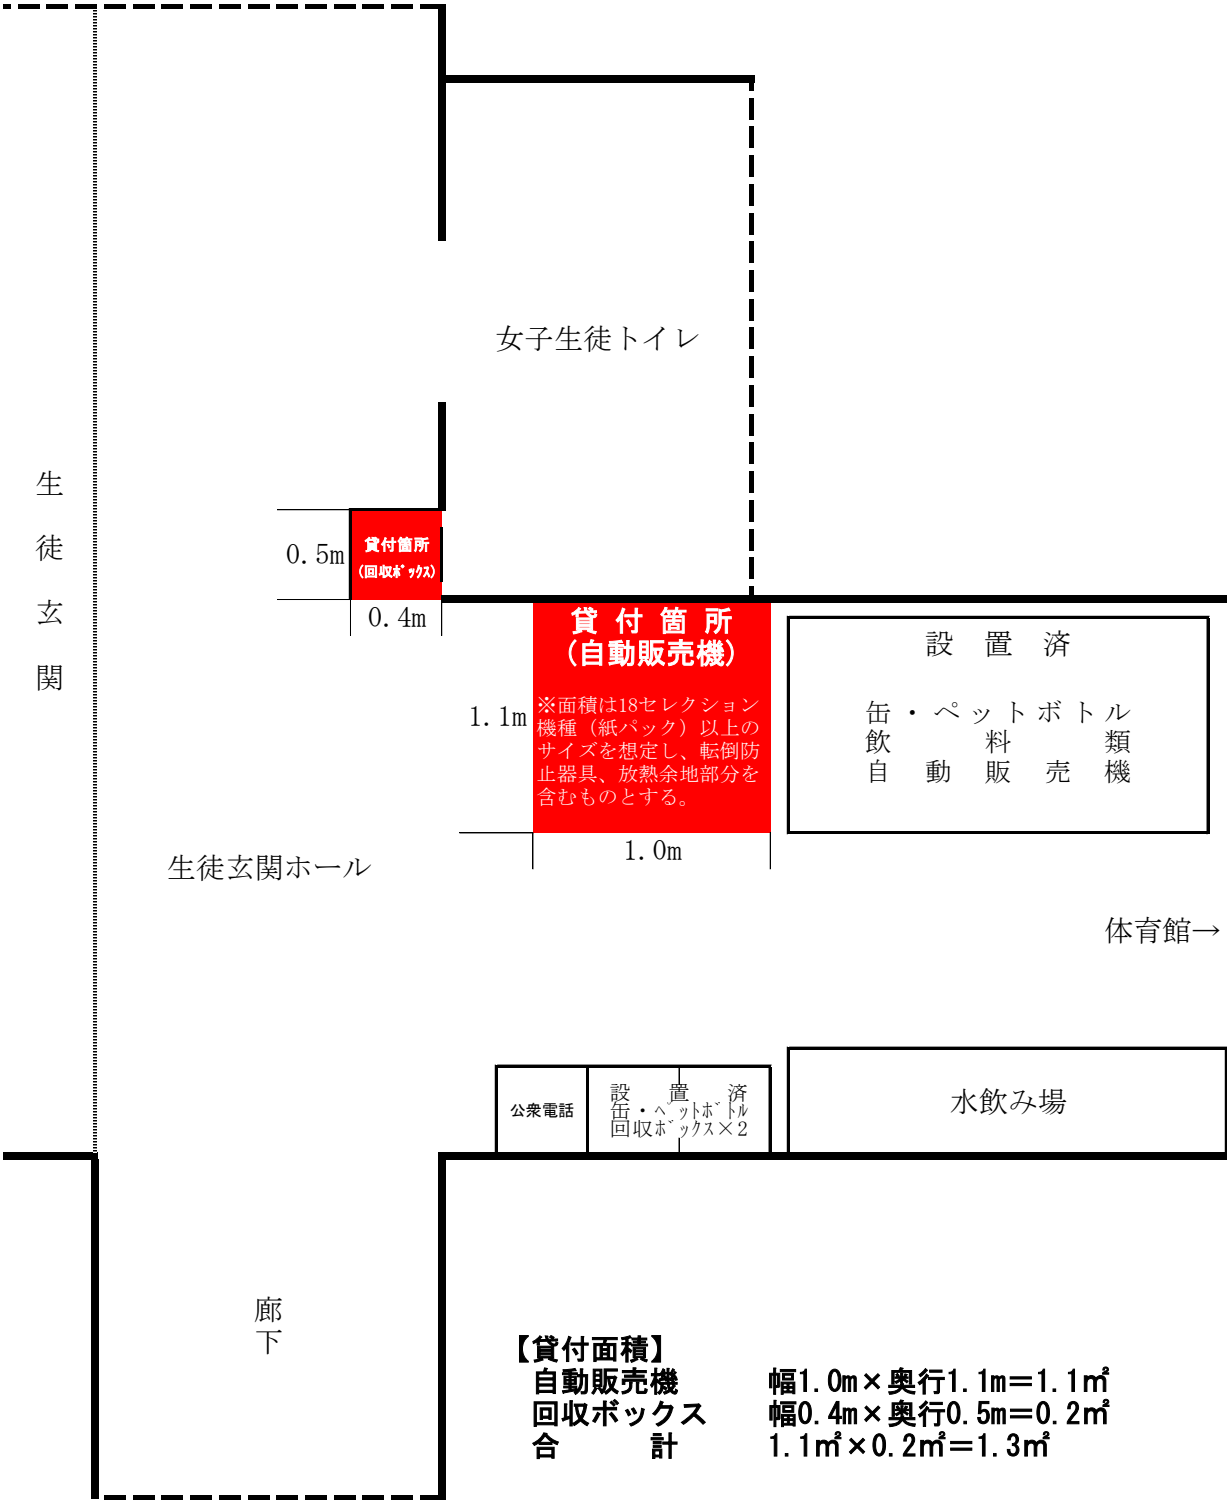 女子生徒トイレ
生徒玄関
0.5m
貸付箇所
(回収ﾎﾞｯｸｽ)
0.4m
貸付箇所
(自動販売機)
※面積は18セレクション
機種（紙パック）以上の
サイズを想定し、転倒防
止器具、放熱余地部分を
含むものとする。
1.1m
1.0m
設置済
缶・ペットボトル
飲料類
自動販売機
生徒玄関ホール
体育館→
公衆電話
設置済
缶・ﾍﾟｯﾄﾎﾞﾄﾙ
回収ﾎﾞｯｸｽ×2
水飲み場
廊下
【貸付面積】
自動販売機 幅1.0m×奥行1.1m＝1.1㎡
回収ボックス 幅0.4m×奥行0.5m＝0.2㎡
合計 1.1㎡×0.2㎡＝1.3㎡